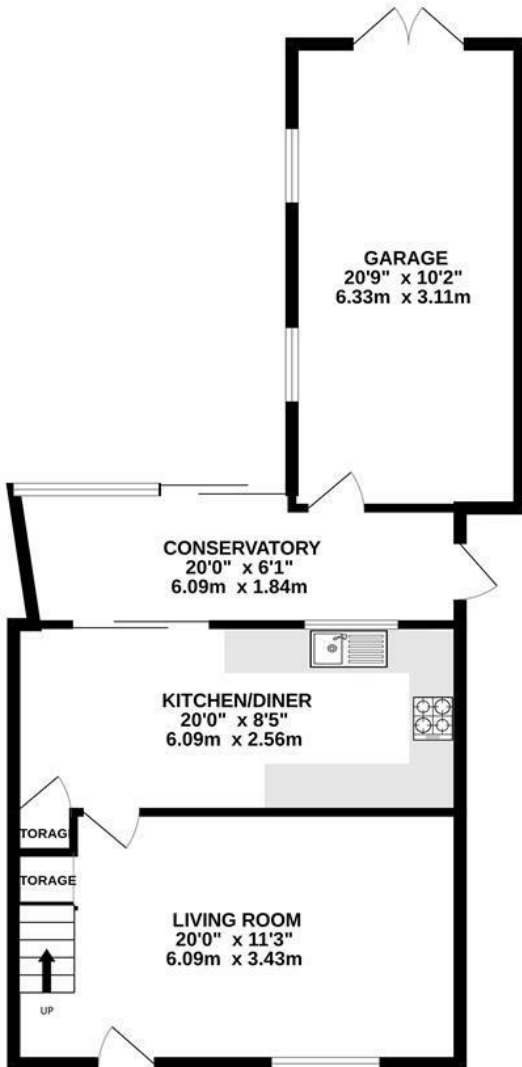 GARAGE
20'9" x 10'2"
6.33m x 3.11m
CONSERVATORY
20'0" x 6'1"
6.09m x 1.84m
KITCHEN/DINER
20'0" x 8'5"
6.09m x 2.56m
TORAGE
TORAGE
LIVING ROOM
20'0" x 11'3"
6.09m x 3.43m
UP